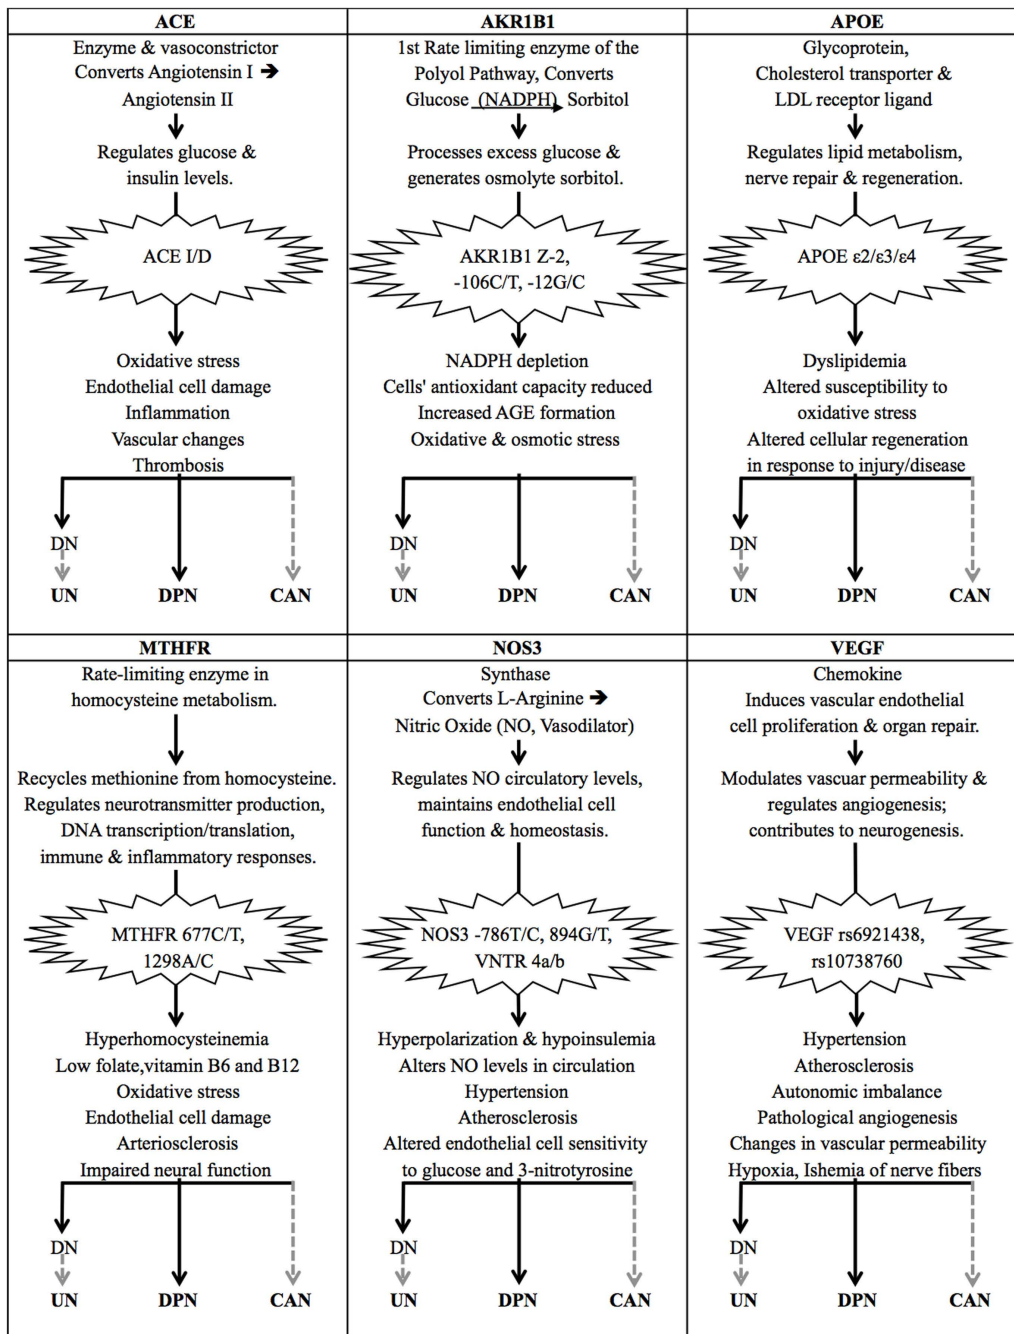 ACE
Enzyme & vasoconstrictor
Converts Angiotensin I ➔
Angiotensin II
Regulates glucose &
insulin levels.
ACE I/D
Oxidative stress
Endothelial cell damage
Inflammation
Vascular changes
Thrombosis
DN
UN DPN CAN
AKR1B1
1st Rate limiting enzyme of the
Polyol Pathway, Converts
Glucose (NADPH) Sorbitol
Processes excess glucose &
generates osmolyte sorbitol.
AKR1B1 Z-2,
-106C/T, -12G/C
NADPH depletion
Cells' antioxidant capacity reduced
Increased AGE formation
Oxidative & osmotic stress
UN DPN CAN
APOE
Glycoprotein,
Cholesterol transporter &
LDL receptor ligand
Regulates lipid metabolism,
nerve repair & regeneration.
APOE ε2/ε3/ε4
Dyslipidemia
Altered susceptibility to
oxidative stress
Altered cellular regeneration
in response to injury/disease
DN
UN DPN CAN
MTHFR
Rate-limiting enzyme in
homocysteine metabolism.
Recycles methionine from homocysteine.
Regulates neurotransmitter production,
DNA transcription/translation,
immune & inflammatory responses.
MTHFR 677C/T,
1298A/C
Hyperhomocysteinemia
Low folate,vitamin B6 and B12
Oxidative stress
Endothelial cell damage
Arteriosclerosis
Impaired neural function
DN
UN DPN CAN
NOS3
Synthase
Converts L-Arginine ➔
Nitric Oxide (NO, Vasodilator)
Regulates NO circulatory levels,
maintains endothelial cell
function & homeostasis.
NOS3 -786T/C, 894G/T,
VNTR 4a/b
Hyperpolarization & hypoinsulemia
Alters NO levels in circulation
Hypertension
Atherosclerosis
Altered endothelial cell sensitivity
to glucose and 3-nitrotyrosine
DN
UN DPN CAN
VEGF
Chemokine
Induces vascular endothelial
cell proliferation & organ repair.
Modulates vascuar permeability &
regulates angiogenesis;
contributes to neurogenesis.
VEGF rs6921438,
rs10738760
Hypertension
Atherosclerosis
Autonomic imbalance
Pathological angiogenesis
Changes in vascular permeability
Hypoxia, Ishemia of nerve fibers
DN
UN DPN CAN